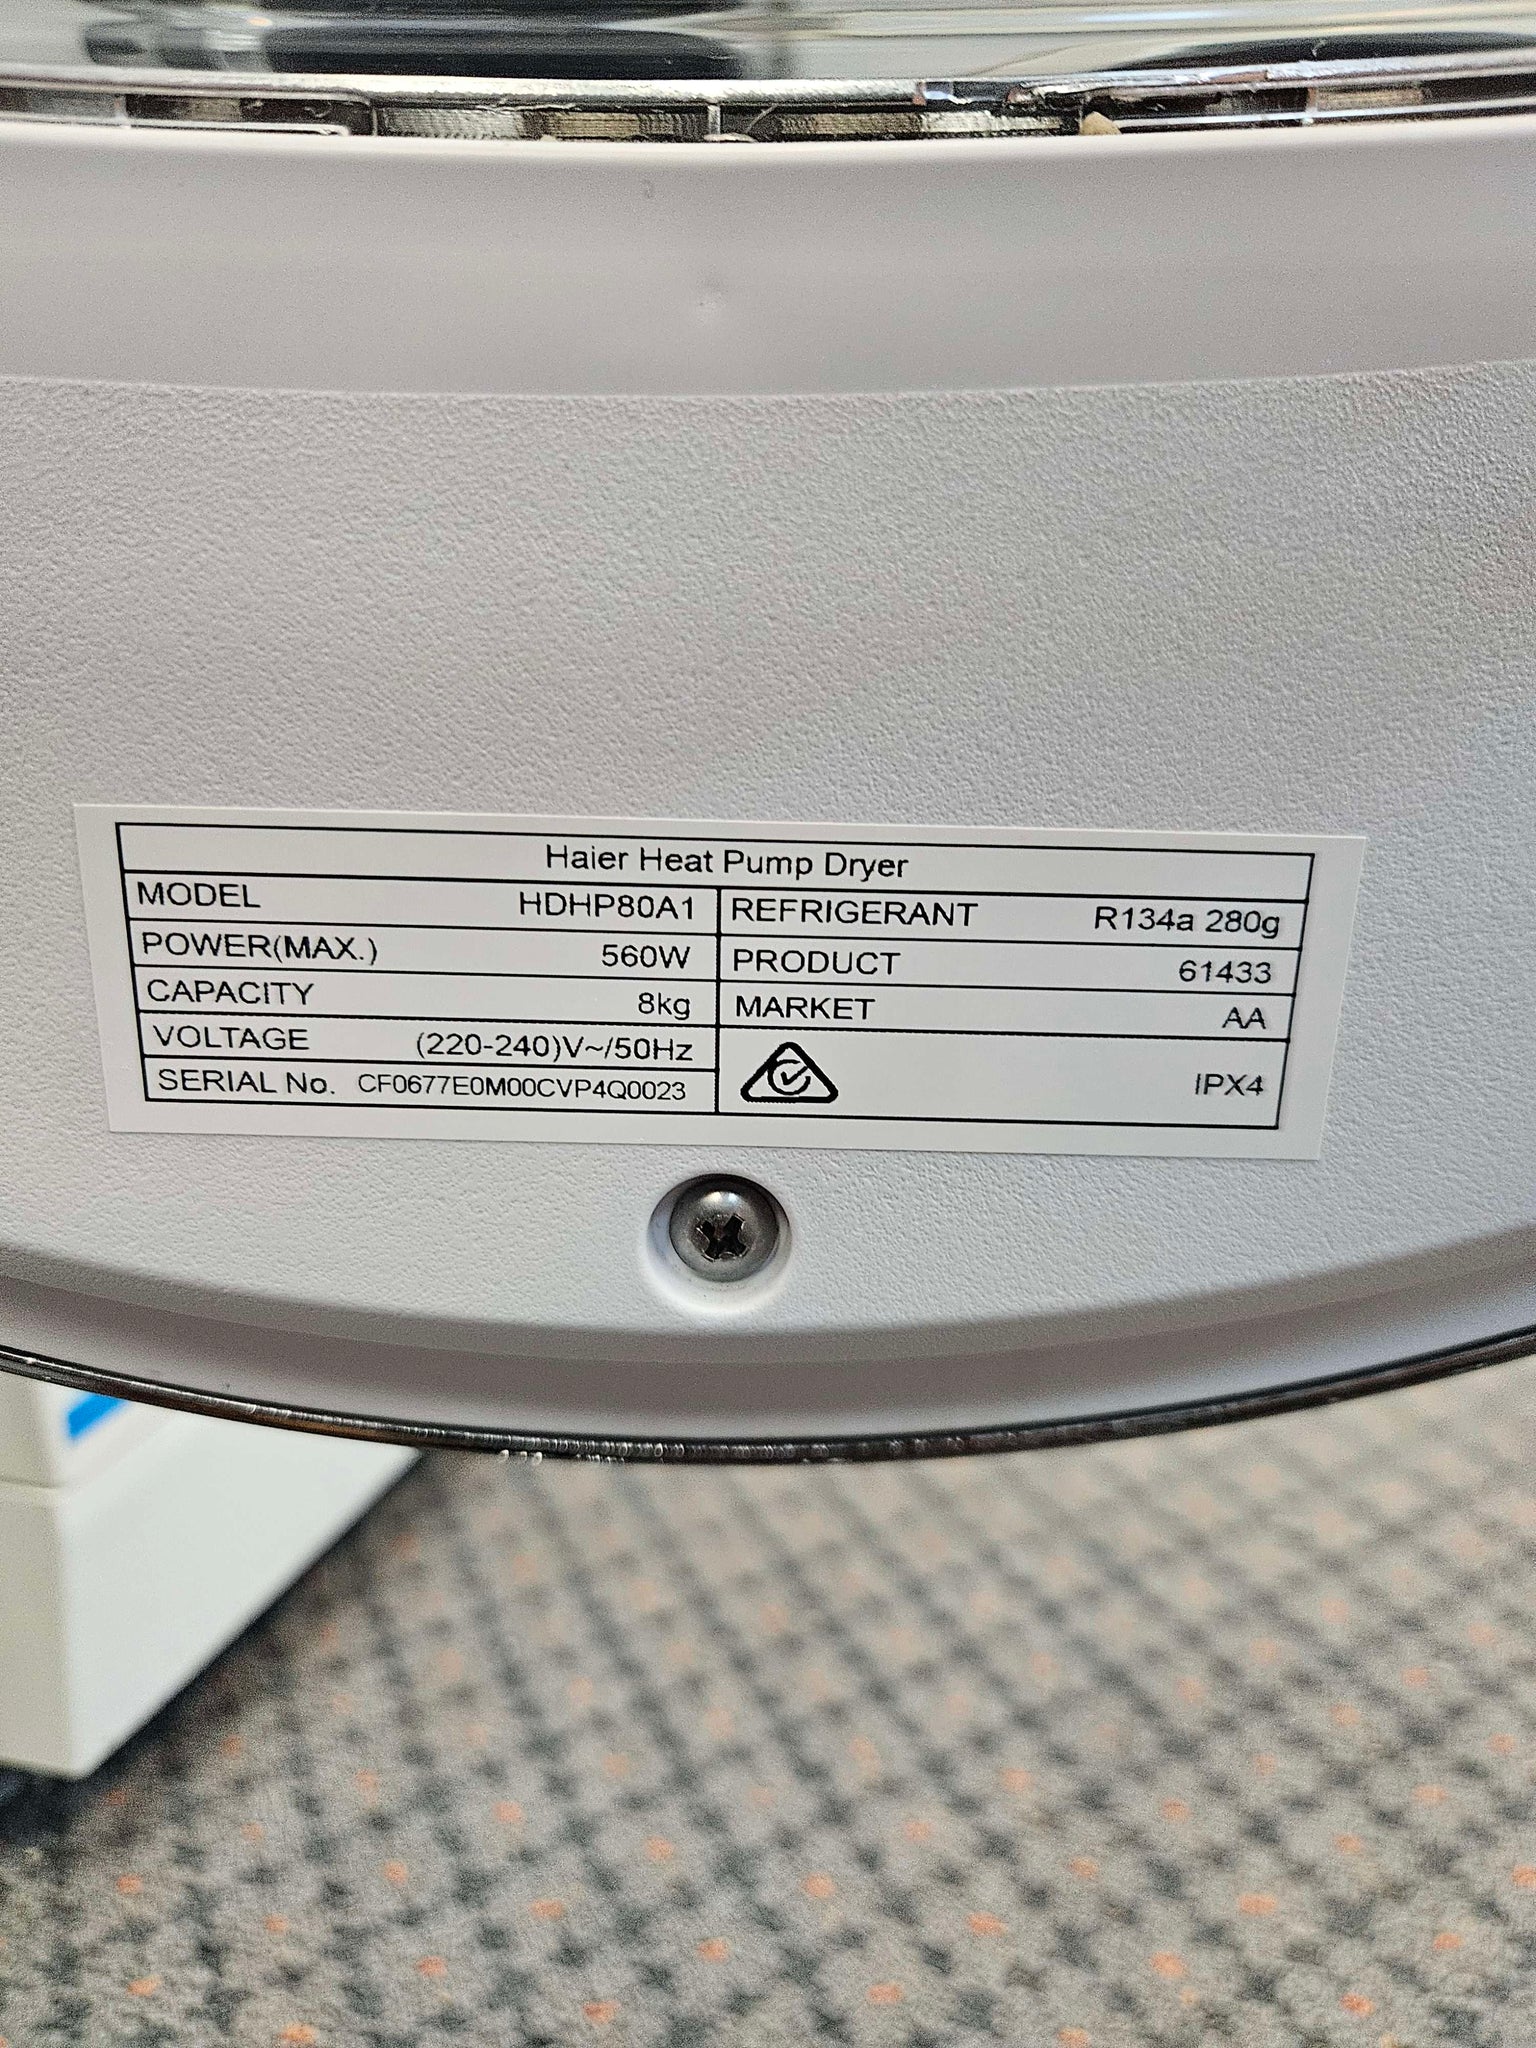 Haier Heat Pump Dryer
MODEL HDHP80A1 REFRIGERANT R134a 280g
POWER(MAX.) 560W PRODUCT 61433
CAPACITY 8kg MARKET AA
VOLTAGE (220-240)V~/50Hz
SERIAL No. CF0677E0M00CVP4Q0023 IPX4